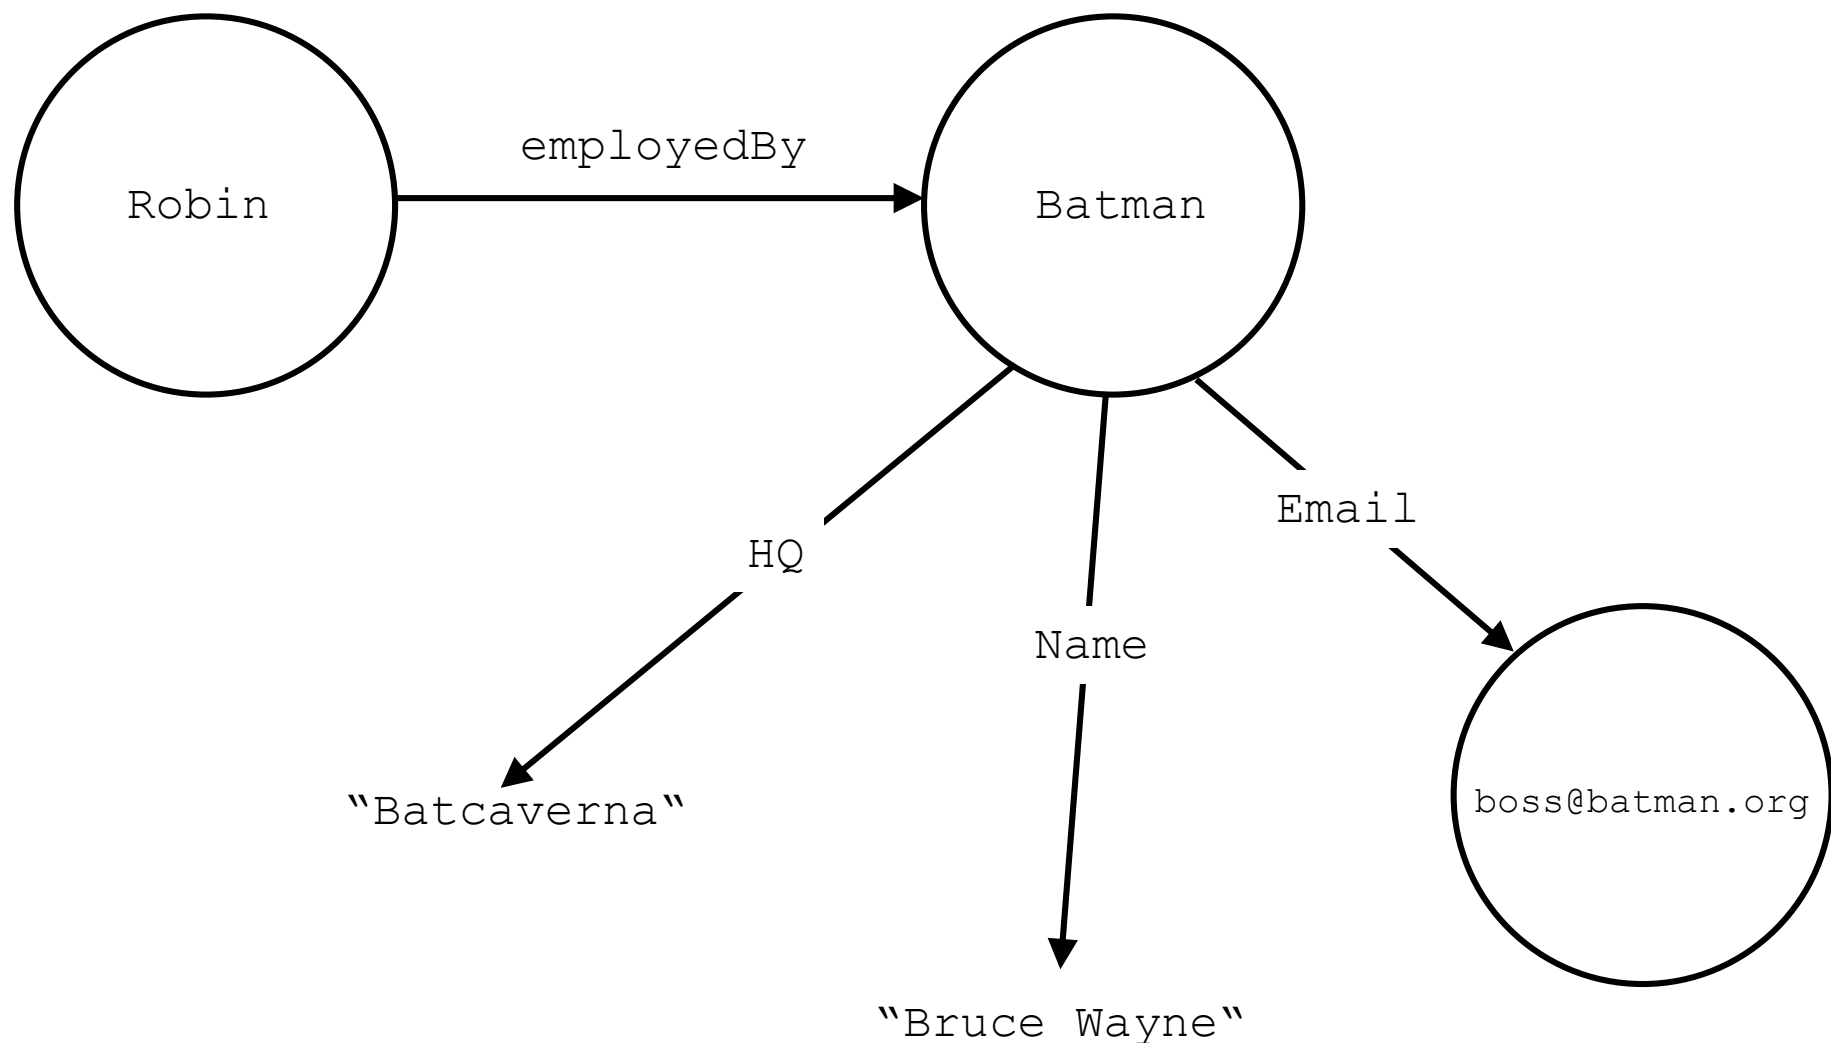 employedBy
Robin
Batman
Email
HQ
Name
boss@batman.org
“Batcaverna“
“Bruce Wayne“